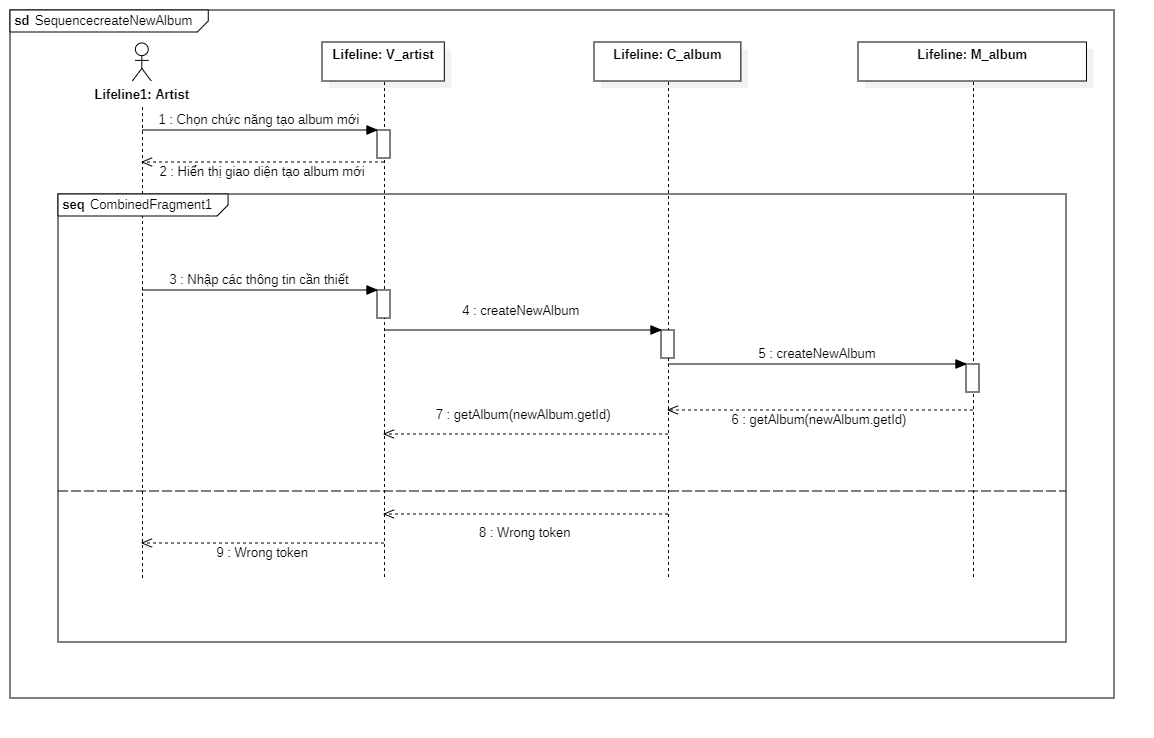 sd SequencecreateNewAlbum
Lifeline1: Artist
Lifeline: V_artist
Lifeline: C_album
Lifeline: M_album
1 : Chọn chức năng tạo album mới
2 : Hiển thị giao diện tạo album mới
seq CombinedFragment1
3 : Nhập các thông tin cần thiết
4 : createNewAlbum
5 : createNewAlbum
7 : getAlbum(newAlbum.getId)
6 : getAlbum(newAlbum.getId)
8 : Wrong token
9 : Wrong token